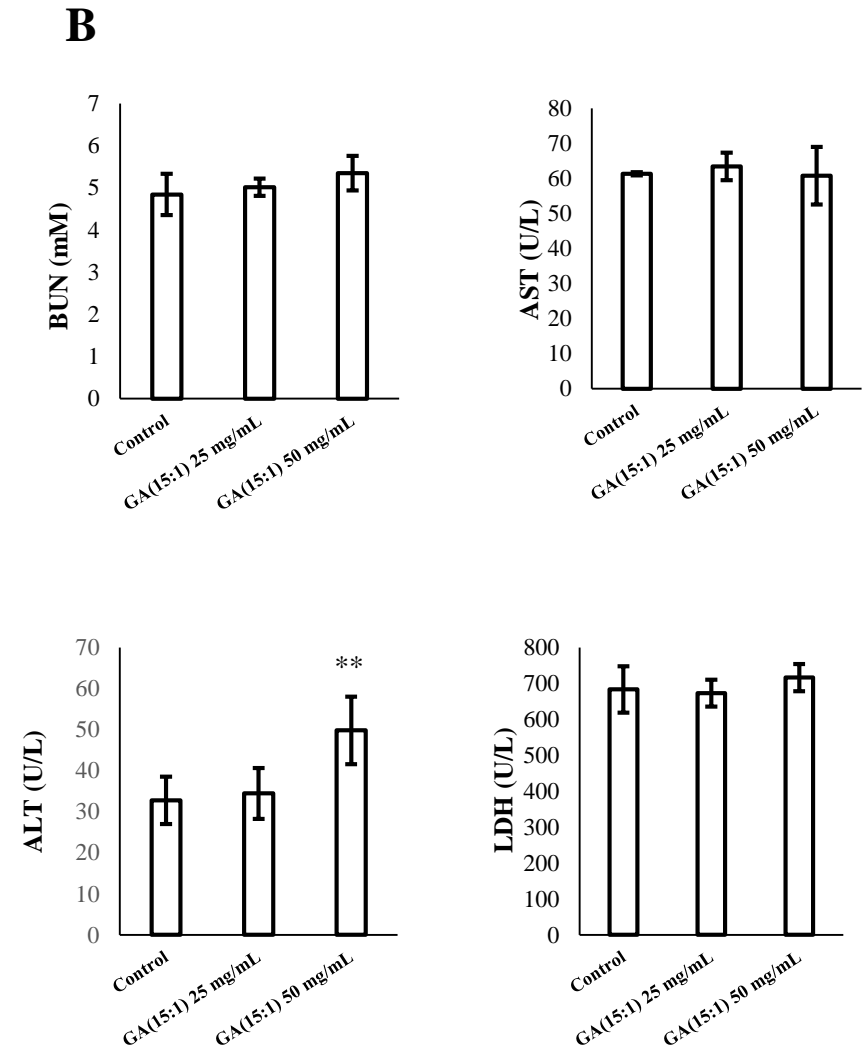 B
BUN (mM)
7
6
5
4
3
2
1
0
Control
GA(15:1) 25 mg/mL
GA(15:1) 50 mg/mL
AST (U/L)
80
70
60
50
40
30
20
10
0
Control
GA(15:1) 25 mg/mL
GA(15:1) 50 mg/mL
ALT (U/L)
70
60
50
40
30
20
10
0
**
Control
GA(15:1) 25 mg/mL
GA(15:1) 50 mg/mL
LDH (U/L)
800
700
600
500
400
300
200
100
0
Control
GA(15:1) 25 mg/mL
GA(15:1) 50 mg/mL